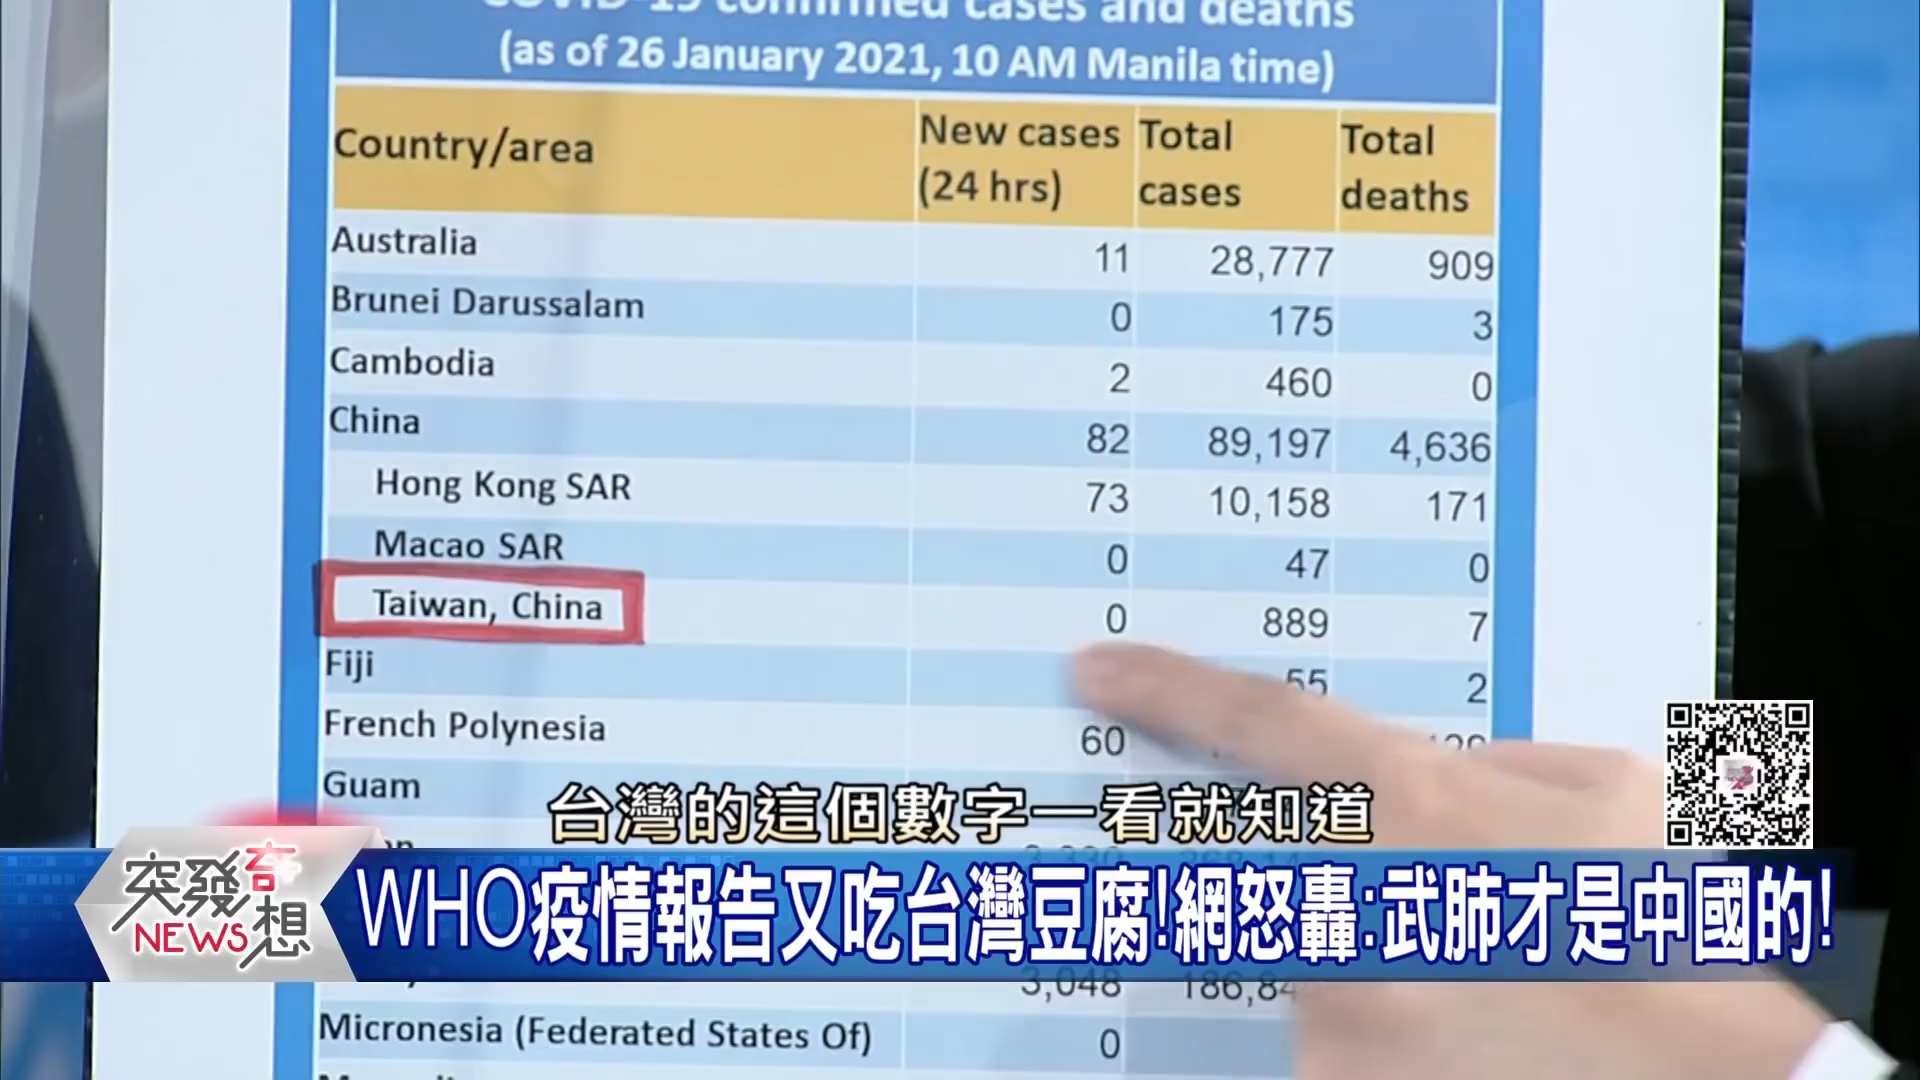 COVID-19 confirmed cases and deaths
(as of 26 January 2021, 10 AM Manila time)
Country/area New cases (24 hrs) Total cases Total deaths
Australia 11 28,777 909
Brunei Darussalam 0 175 3
Cambodia 2 460 0
China 82 89,197 4,636
Hong Kong SAR 73 10,158 171
Macao SAR 0 47 0
Taiwan, China 0 889 7
Fiji 55 2
French Polynesia 60
Guam
台灣的這個數字一看就知道
突發奇想
NEWS
WHO疫情報告又吃台灣豆腐!網怒轟:武肺才是中國的!
3,048
Micronesia (Federated States Of) 0